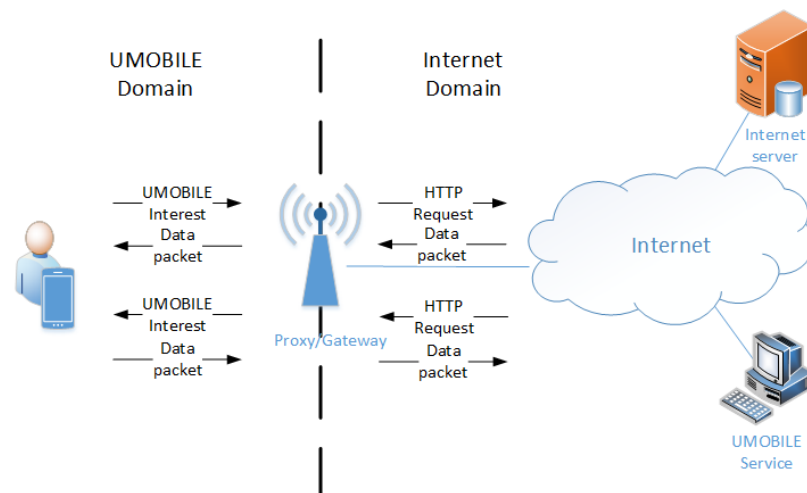 UMOBILE
Domain
Internet
Domain
Internet
server
UMOBILE
Interest
Data
packet
HTTP
Request
Data
packet
Internet
UMOBILE
Interest
Data
packet
Proxy/Gateway
HTTP
Request
Data
packet
UMOBILE
Service